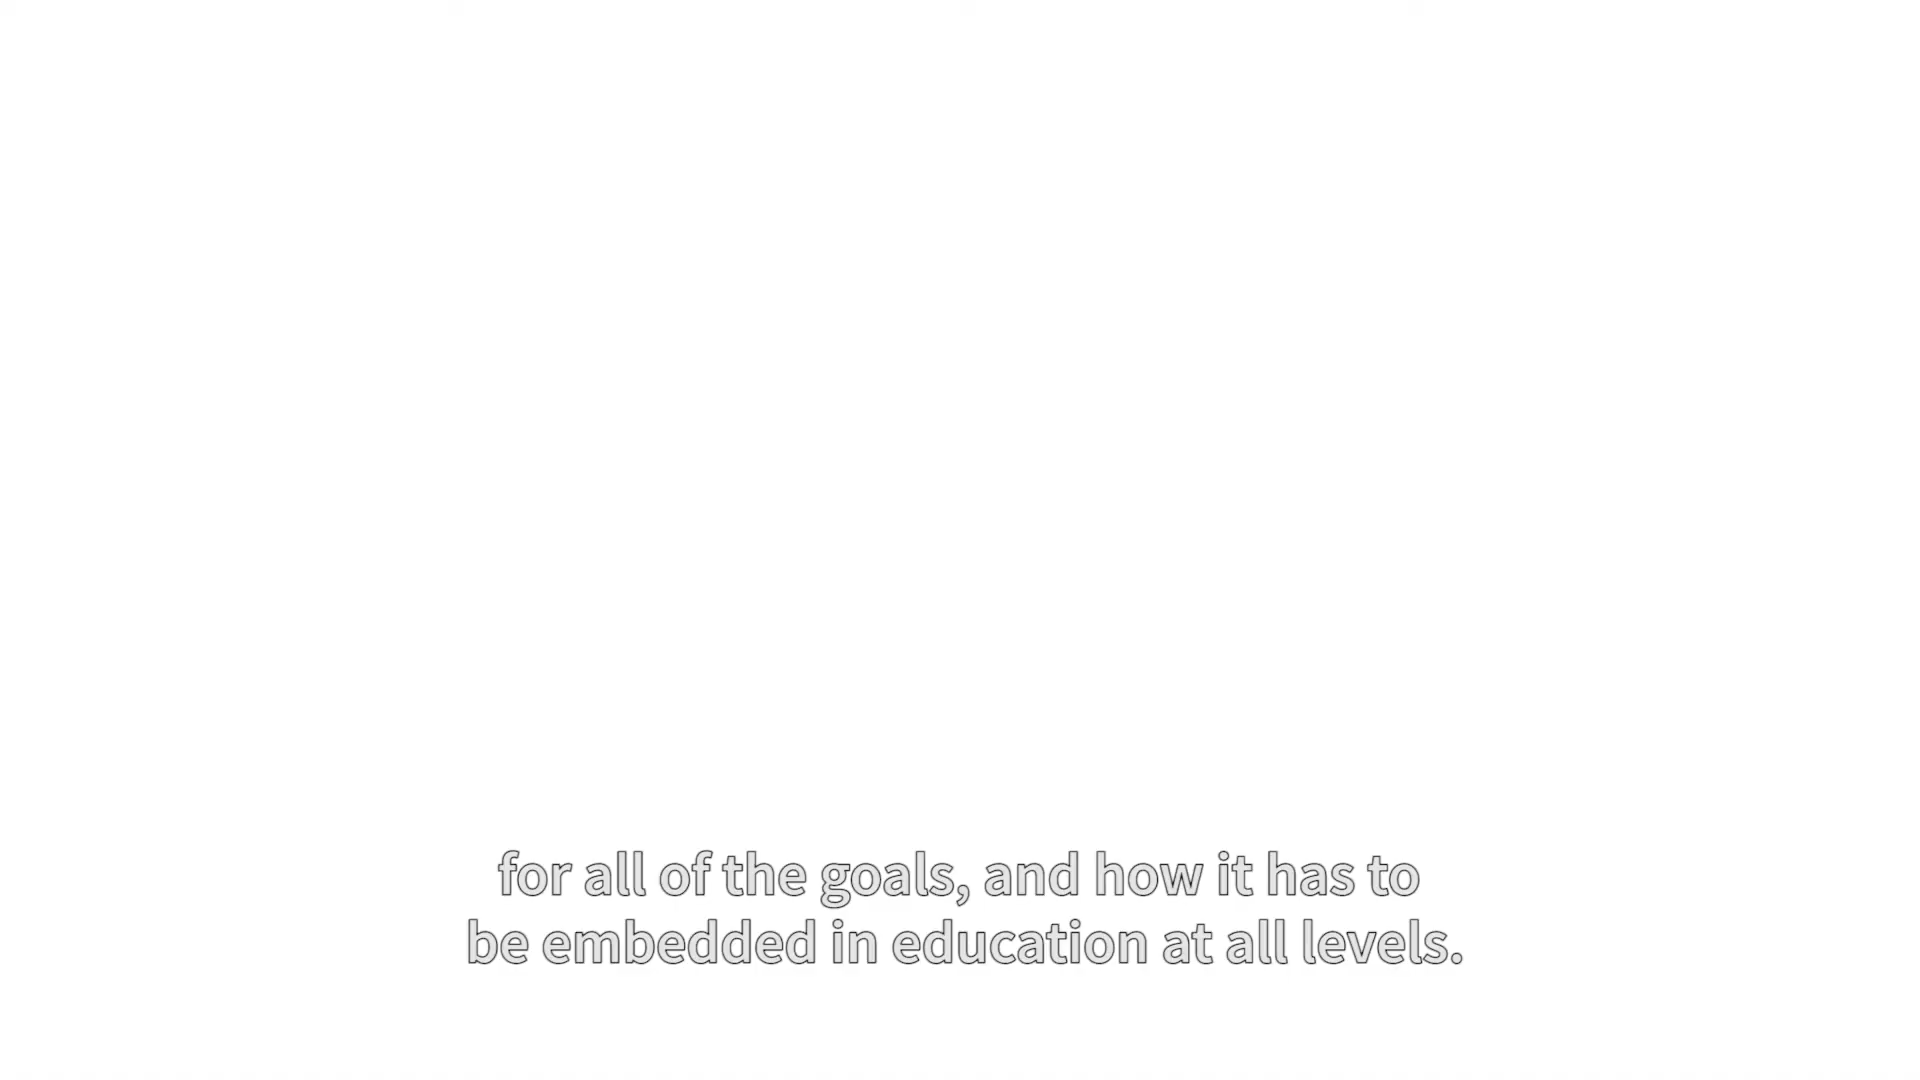 for all of the goals, and how it has to
be embedded in education at all levels.